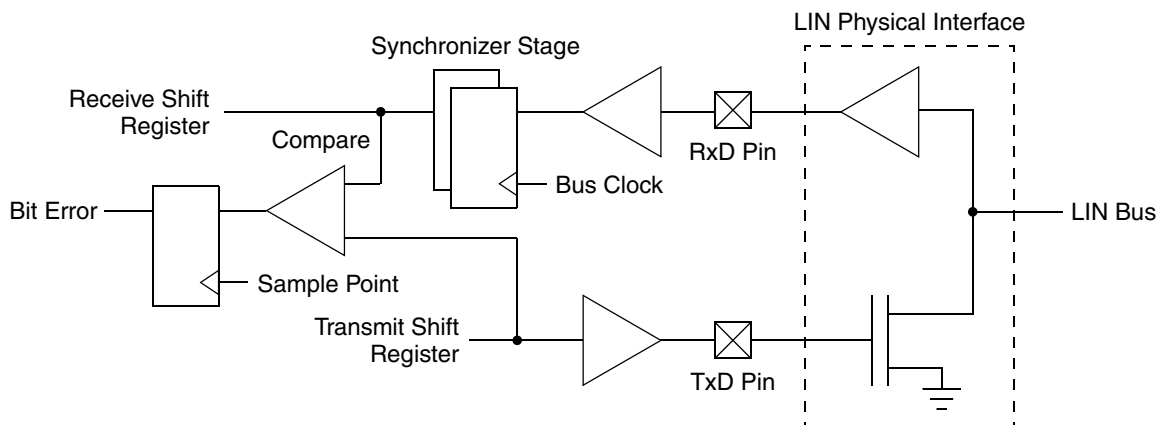 LIN Physical Interface
Synchronizer Stage
Receive Shift
Register
Compare
RxD Pin
Bus Clock
Bit Error
LIN Bus
Sample Point
Transmit Shift
Register
TxD Pin